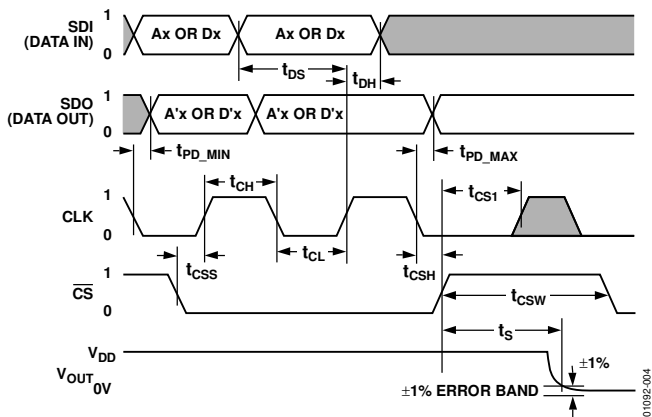 SDI
(DATA IN)
1
0
Ax OR Dx
Ax OR Dx
tDS
tDH
SDO
(DATA OUT)
1
0
A'x OR D'x
A'x OR D'x
tPD_MIN
tPD_MAX
tCH
tCS1
CLK
1
0
tCL
tCSS
tCSH
CS
1
0
tCSW
tS
VDD
VOUT
0V
±1%
±1% ERROR BAND
01092-004